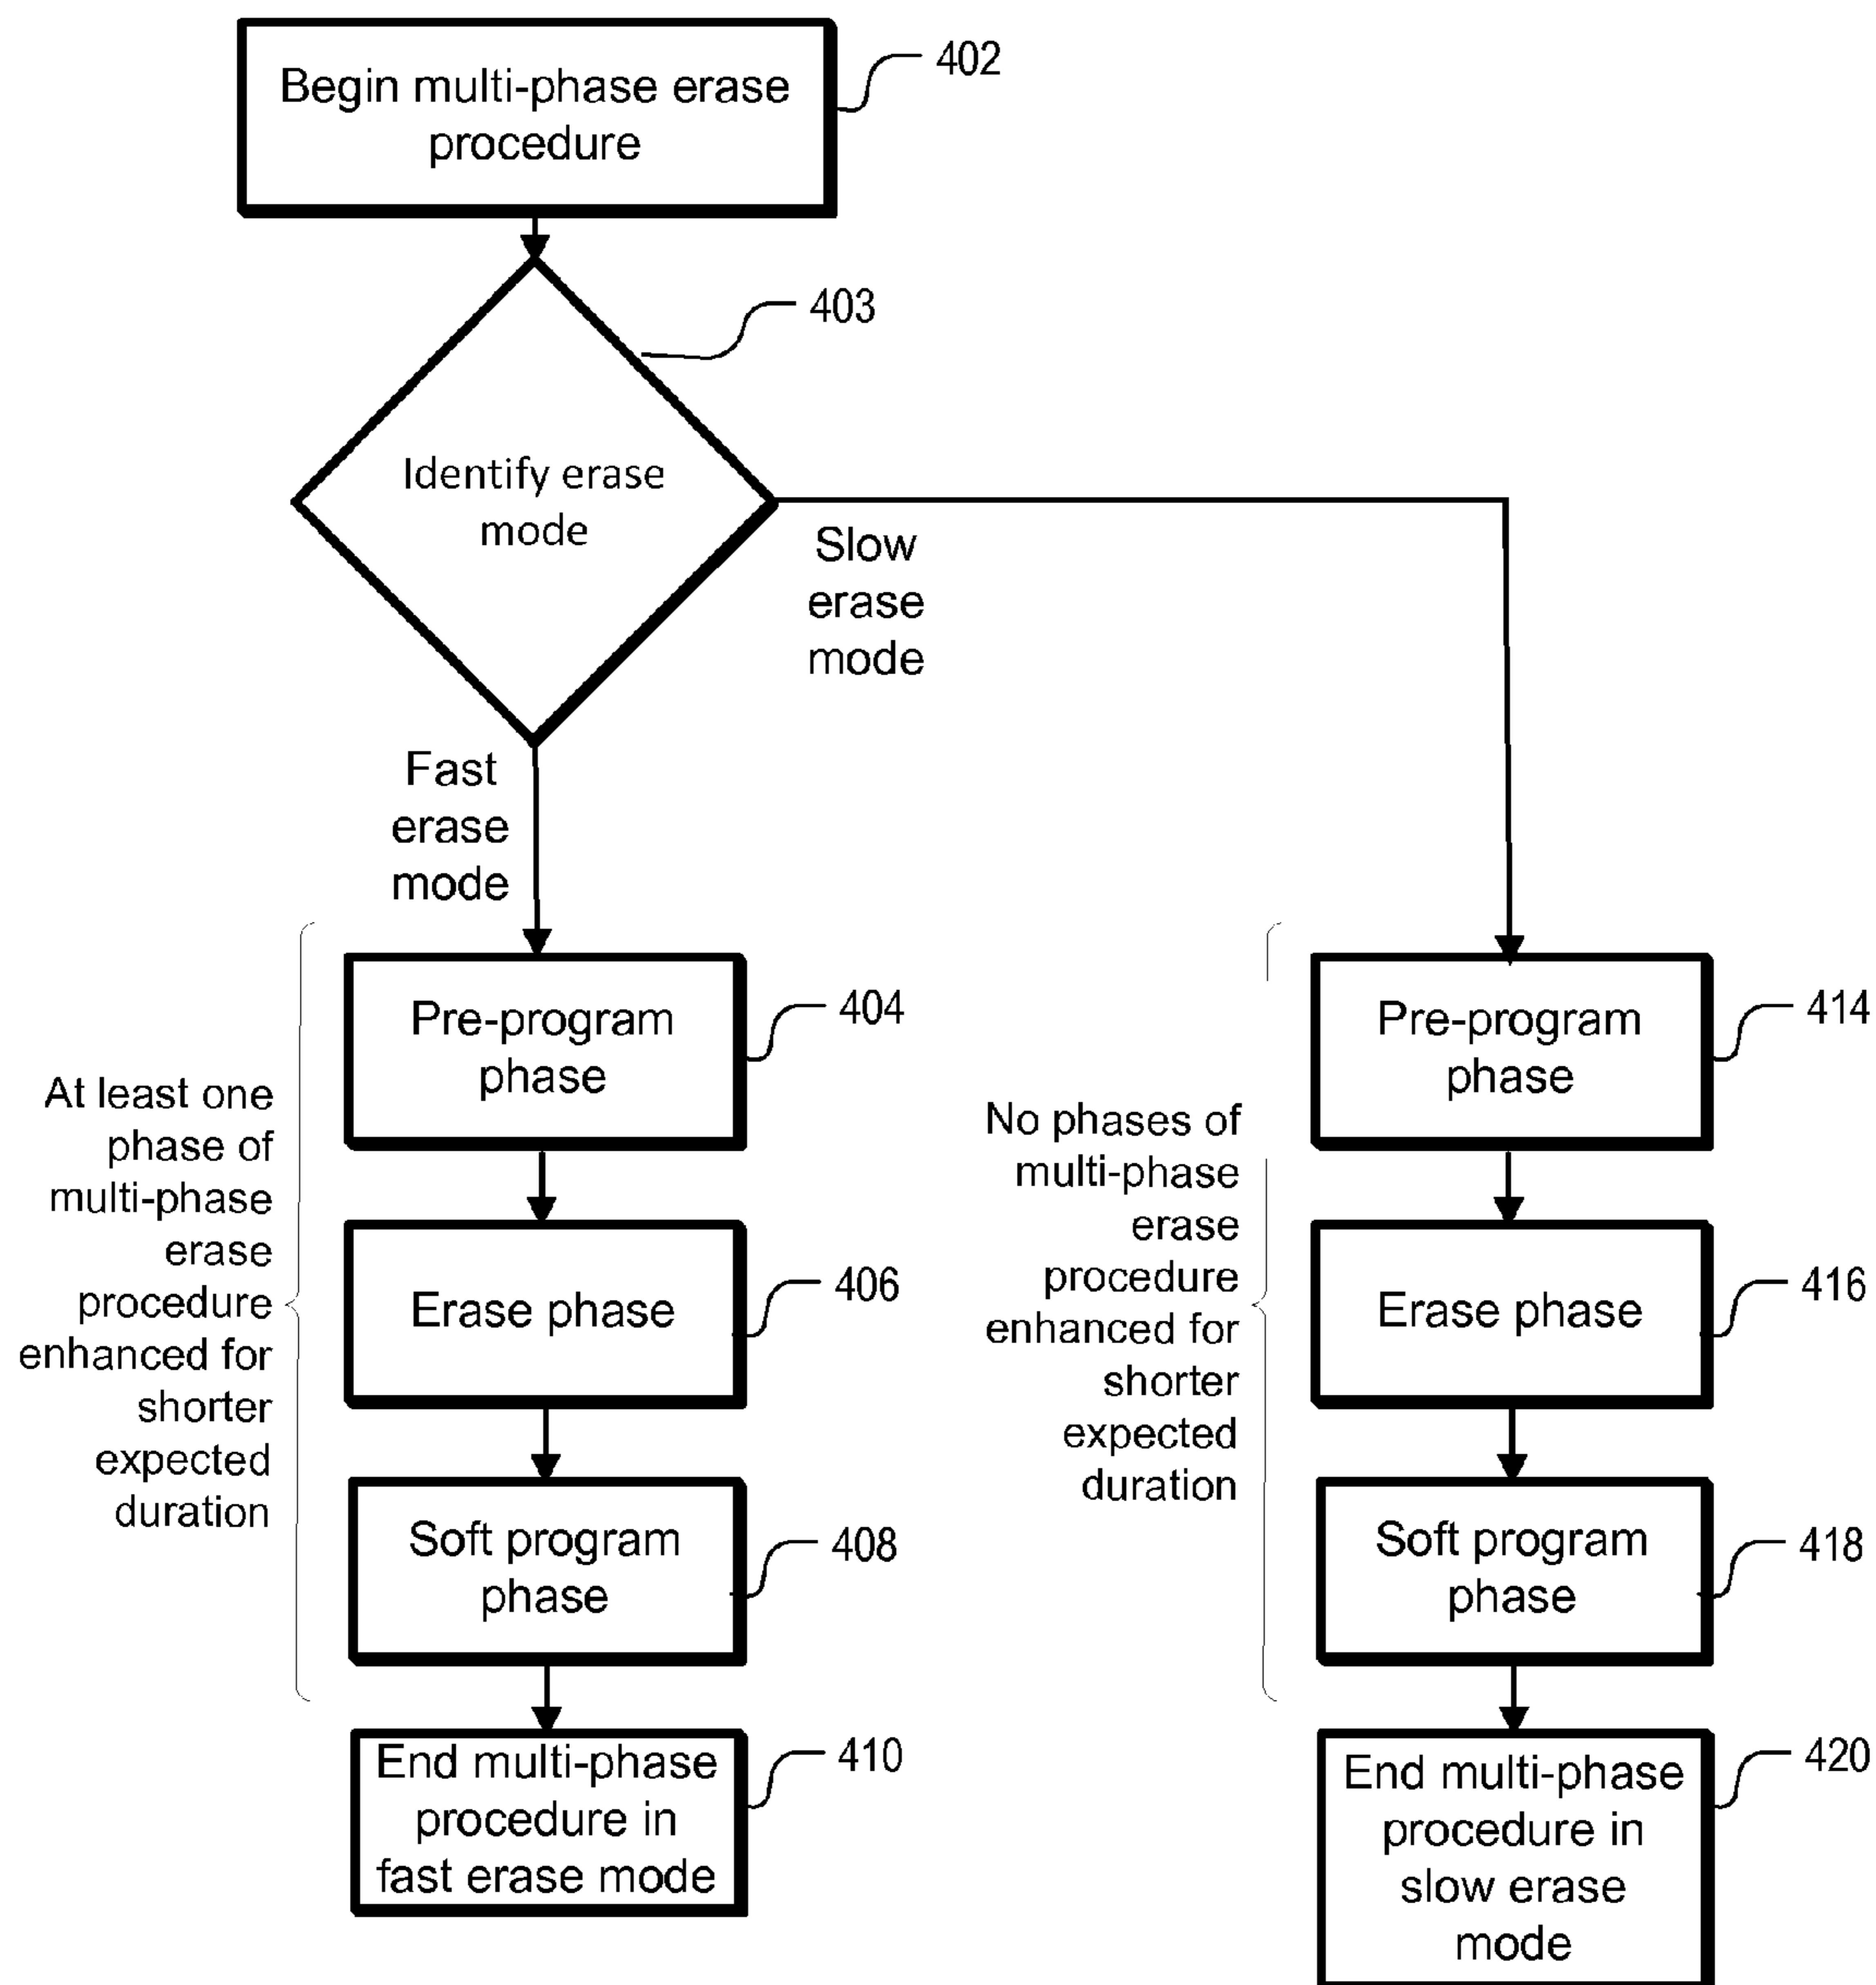 Begin multi-phase erase
procedure
402
403
Identify erase
mode
Slow
erase
mode
Fast
erase
mode
Pre-program
phase
404
Erase phase
406
Soft program
phase
408
At least one
phase of
multi-phase
erase
procedure
enhanced for
shorter
expected
duration
End multi-phase
procedure in
fast erase mode
410
Pre-program
phase
414
Erase phase
416
Soft program
phase
418
No phases of
multi-phase
erase
procedure
enhanced for
shorter
expected
duration
End multi-phase
procedure in
slow erase
mode
420